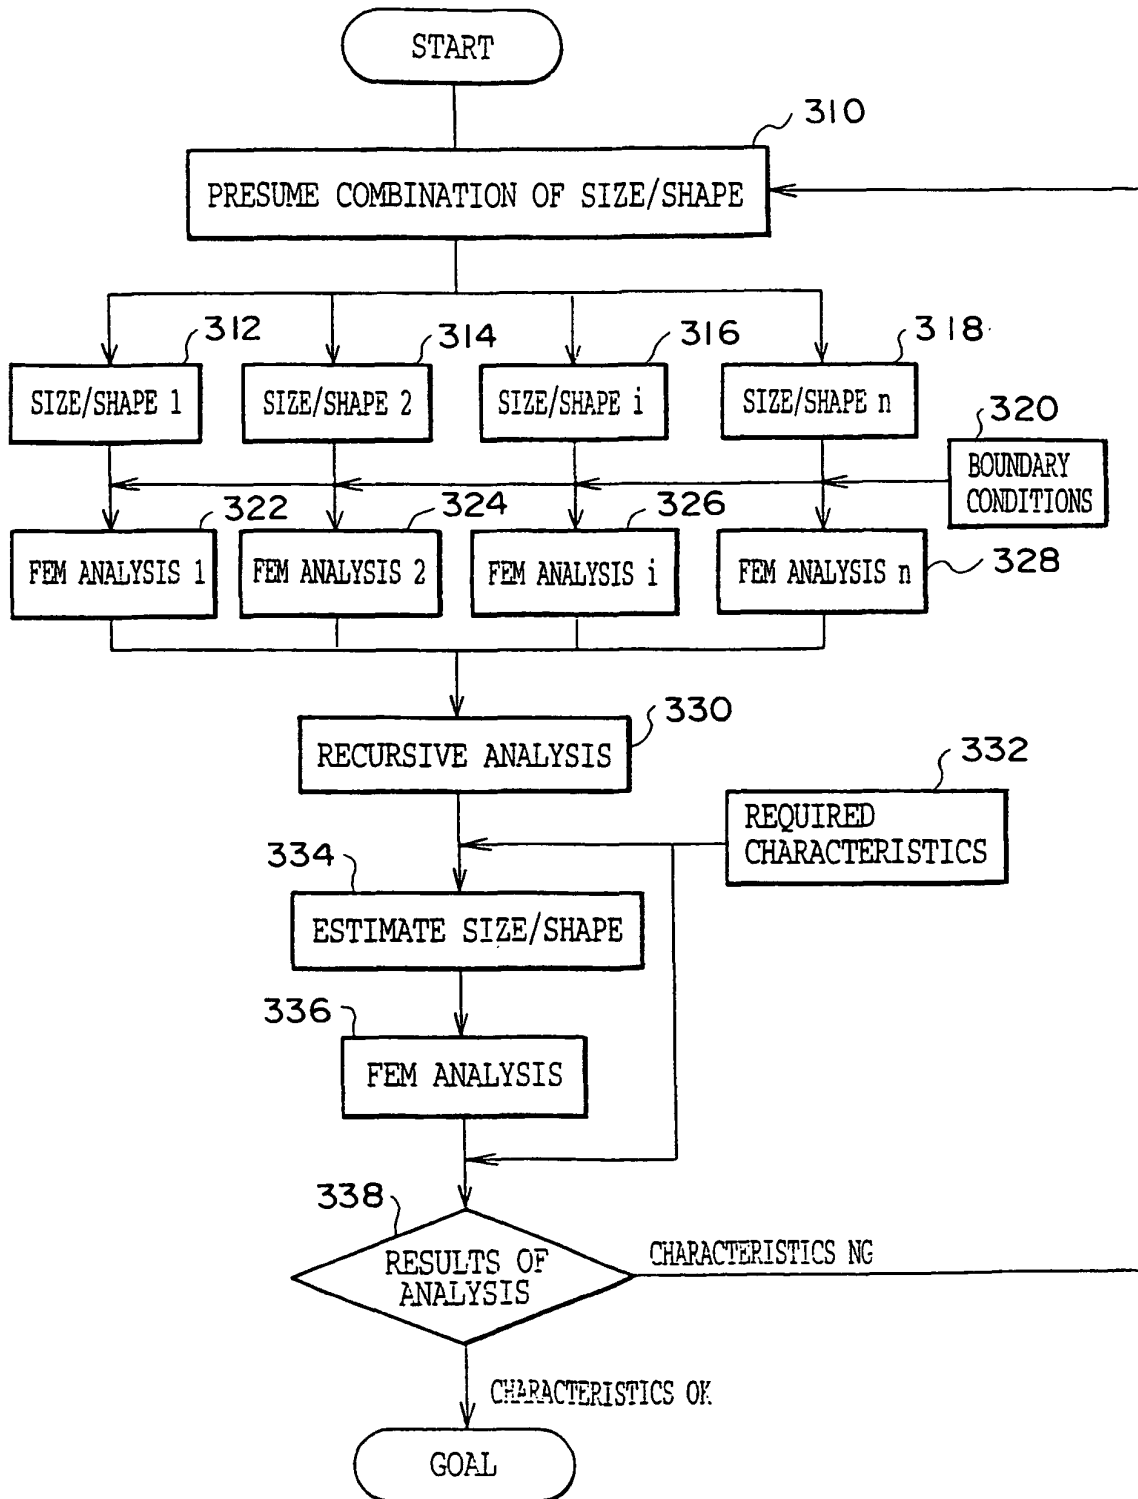 START
310
PRESUME COMBINATION OF SIZE/SHAPE
312
314
316
318
SIZE/SHAPE 1
SIZE/SHAPE 2
SIZE/SHAPE i
SIZE/SHAPE n
320
BOUNDARY
CONDITIONS
322
324
326
FEM ANALYSIS 1
FEM ANALYSIS 2
FEM ANALYSIS i
FEM ANALYSIS n
328
330
RECURSIVE ANALYSIS
332
REQUIRED
CHARACTERISTICS
334
ESTIMATE SIZE/SHAPE
336
FEM ANALYSIS
338
RESULTS OF
ANALYSIS
CHARACTERISTICS NG
CHARACTERISTICS OK
GOAL